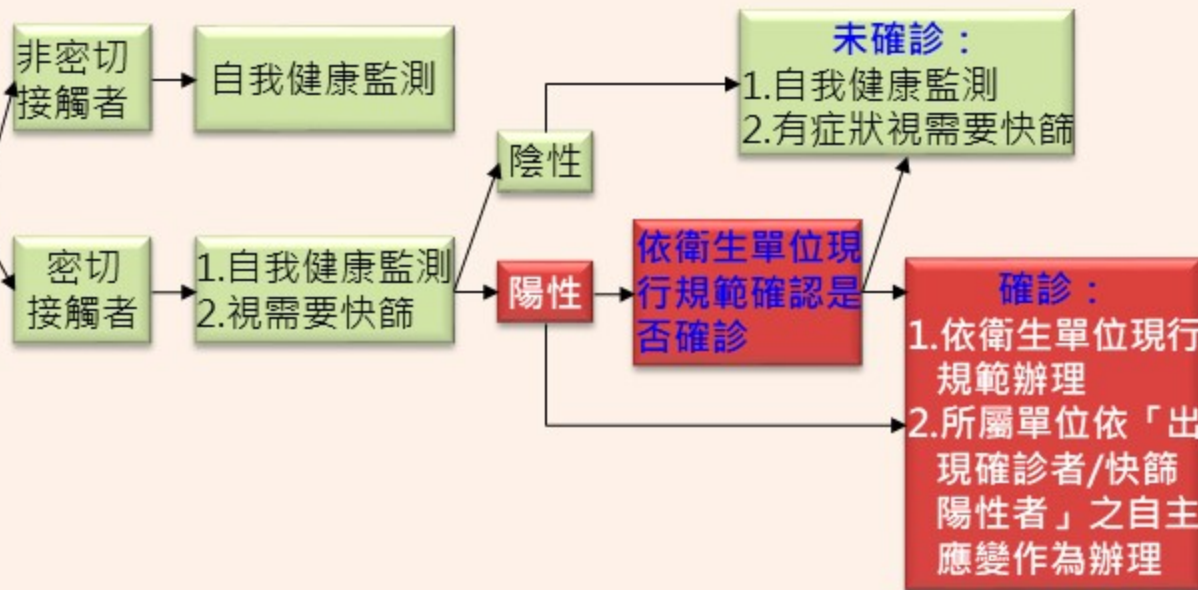 非密切
接觸者
自我健康監測
密切
接觸者
1.自我健康監測
2.視需要快篩
陰性
陽性
依衛生單位現
行規範確認是
否確診
未確診：
1.自我健康監測
2.有症狀視需要快篩
確診：
1.依衛生單位現行
規範辦理
2.所屬單位依「出
現確診者/快篩
陽性者」之自主
應變作為辦理